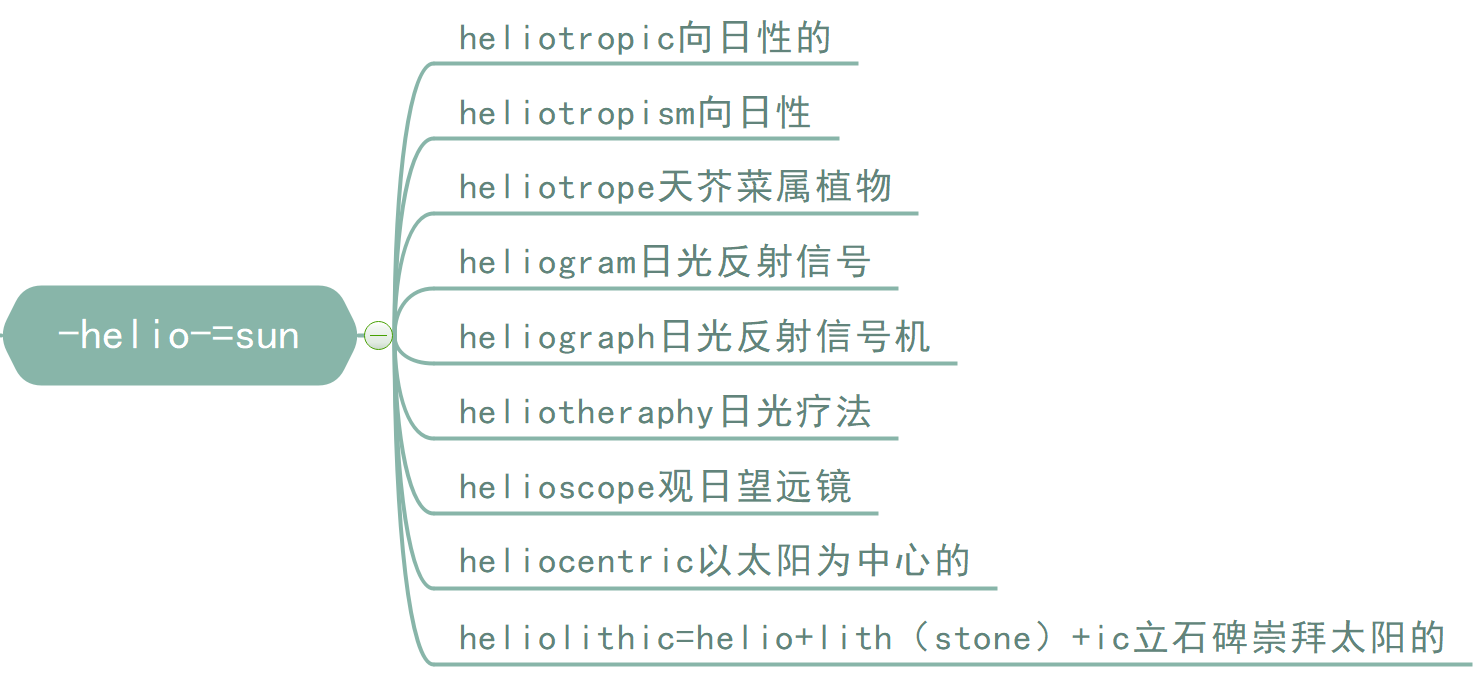 -helio-=sun
heliotropic向日性的
heliotropism向日性
heliotrope天芥菜属植物
heliogram日光反射信号
heliograph日光反射信号机
heliotheraphy日光疗法
helioscope观日望远镜
heliocentric以太阳为中心的
heliolithic=helio+lith（stone）+ic立石碑崇拜太阳的